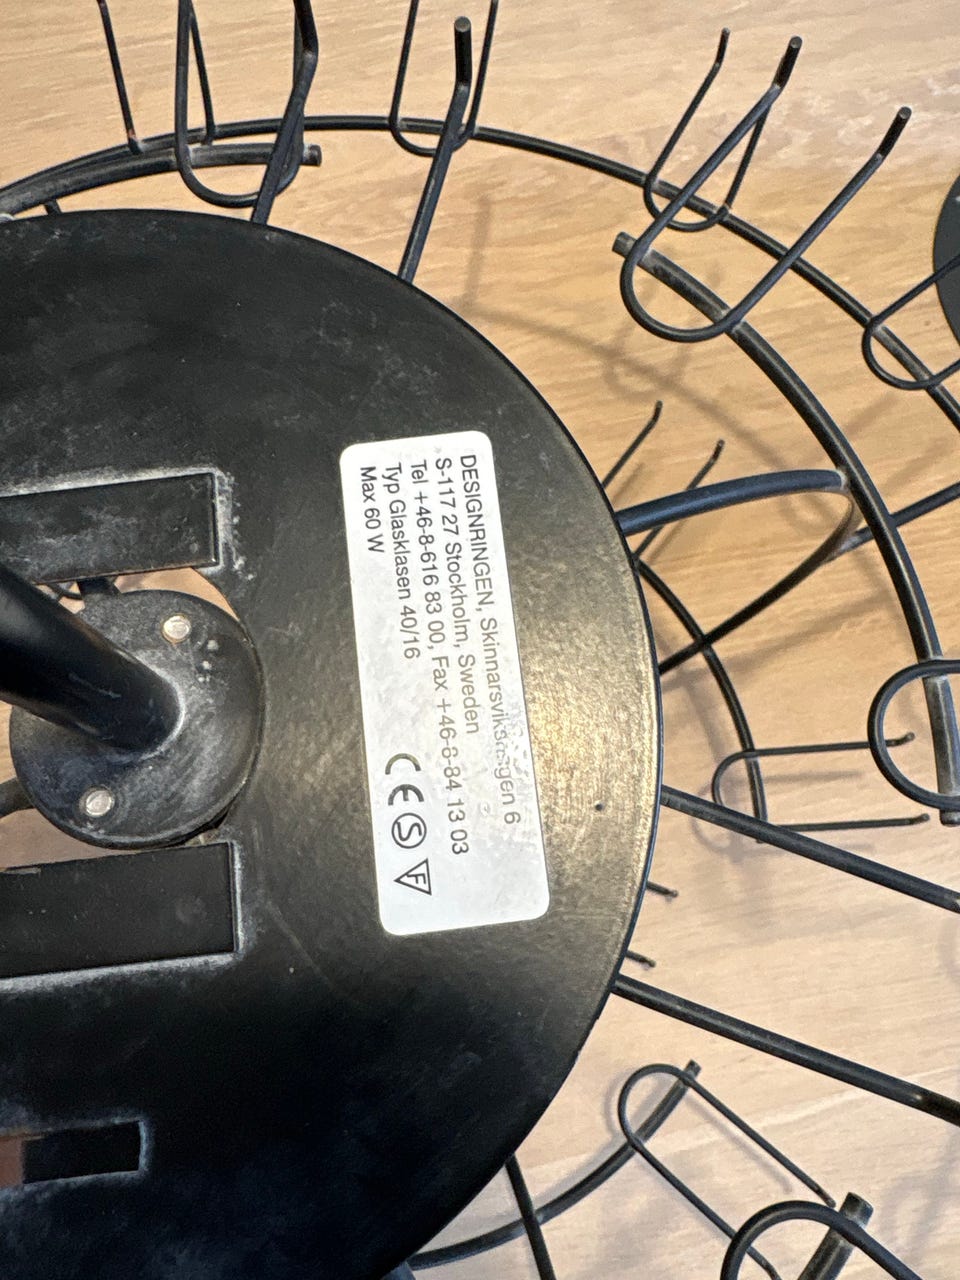 DESIGNRINGEN, Skinnarsviksringen 6
S-117 27 Stockholm, Sweden
Tel +46-8-616 83 00, Fax +46-8-84 13 03
Typ Glasklasen 40/16
Max 60 W
CE S F